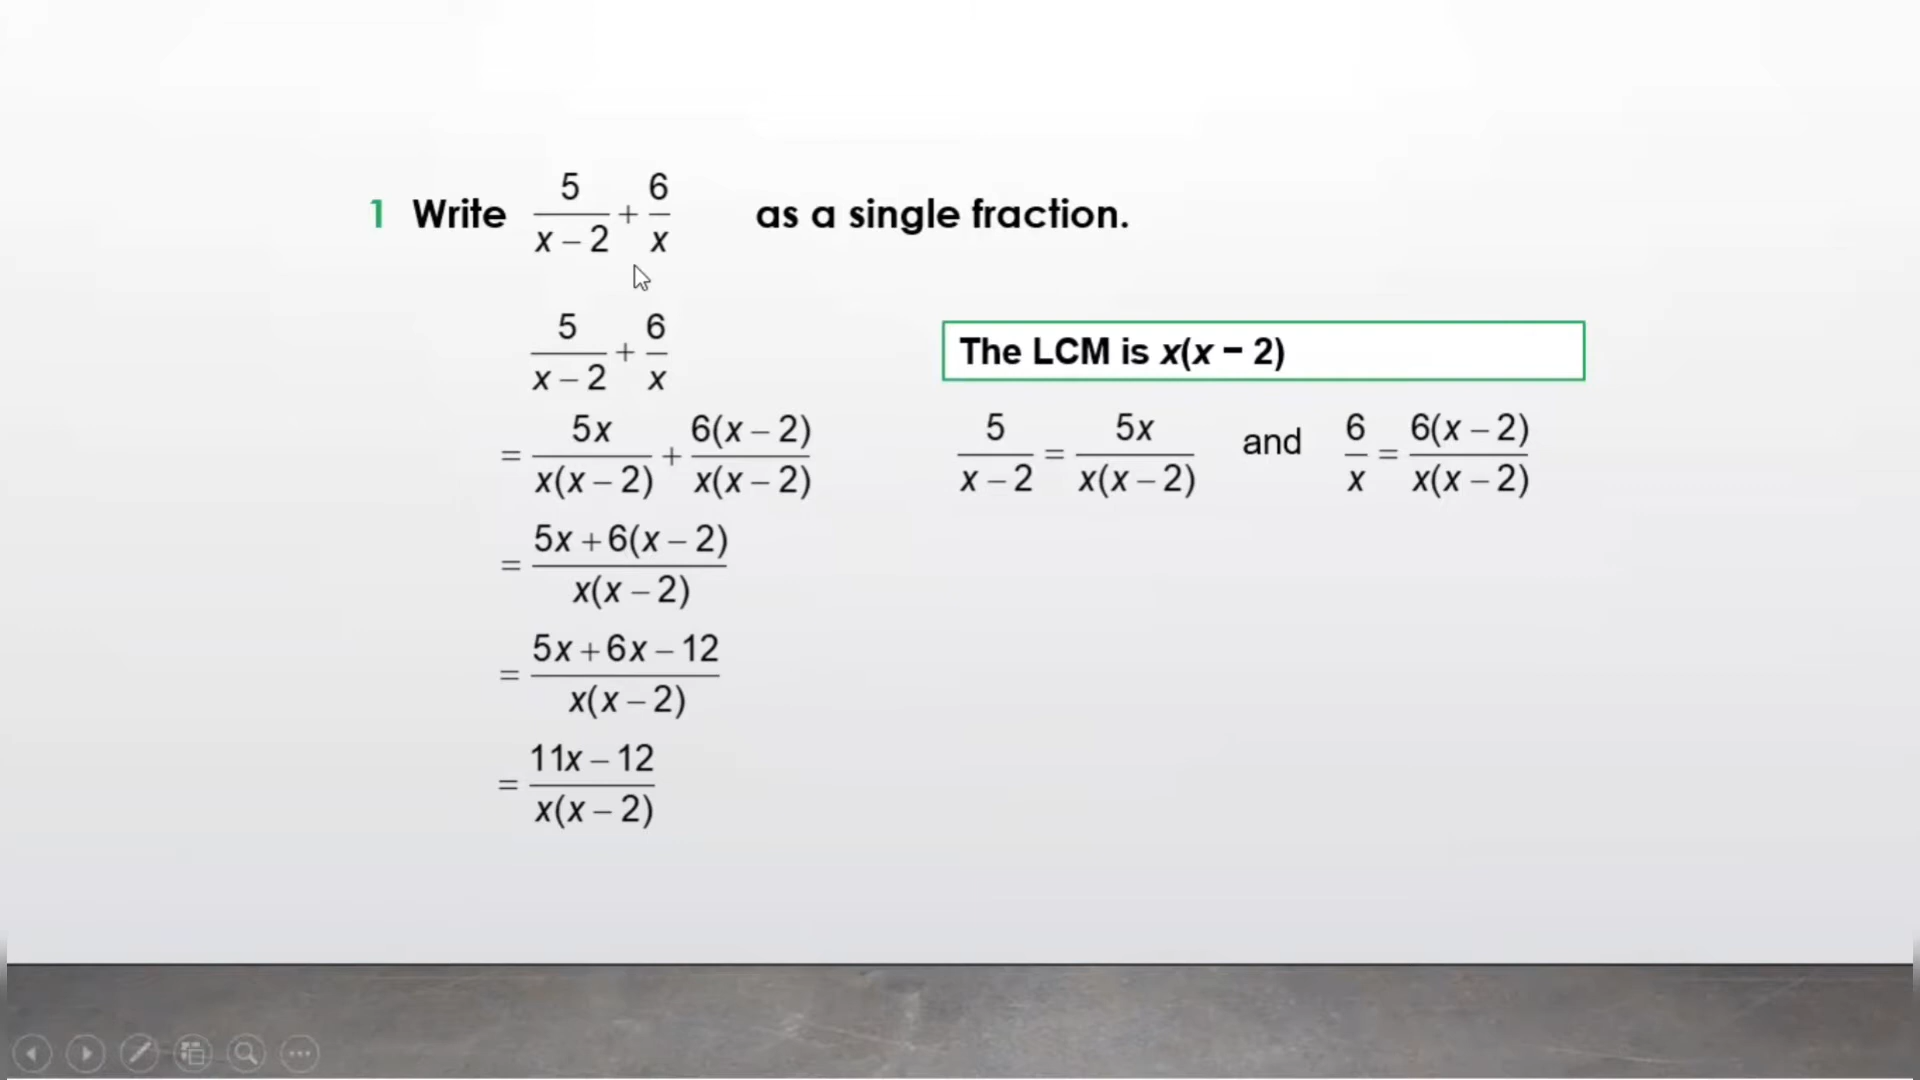 1 Write 5/(x – 2) + 6/x as a single fraction.
5/(x – 2) + 6/x
The LCM is x(x – 2)
= 5x/(x(x – 2)) + 6(x – 2)/(x(x – 2))
5/(x – 2) = 5x/(x(x – 2)) and 6/x = 6(x – 2)/(x(x – 2))
= (5x + 6(x – 2))/(x(x – 2))
= (5x + 6x – 12)/(x(x – 2))
= (11x – 12)/(x(x – 2))